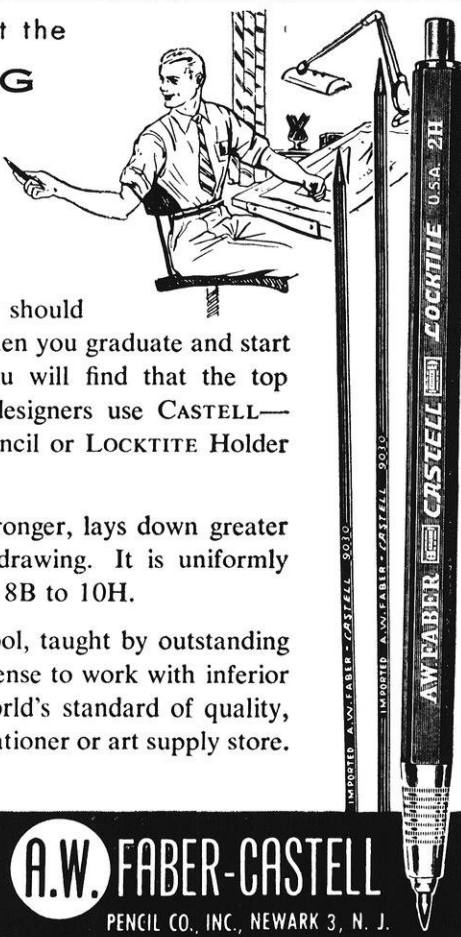 t the
G
should
en you graduate and start
u will find that the top
designers use CASTELL—
ncil or LOCKTITE Holder
ronger, lays down greater
drawing. It is uniformly
8B to 10H.
ol, taught by outstanding
ense to work with inferior
orld's standard of quality,
ationer or art supply store.
IMPORTED A.W.FABER-CASTELL 9030
IMPORTED A.W.FABER-CASTELL 9030
A.W.FABER CASTELL LOCKTITE U.S.A. 2H
A.W. FABER-CASTELL
PENCIL CO., INC., NEWARK 3, N. J.